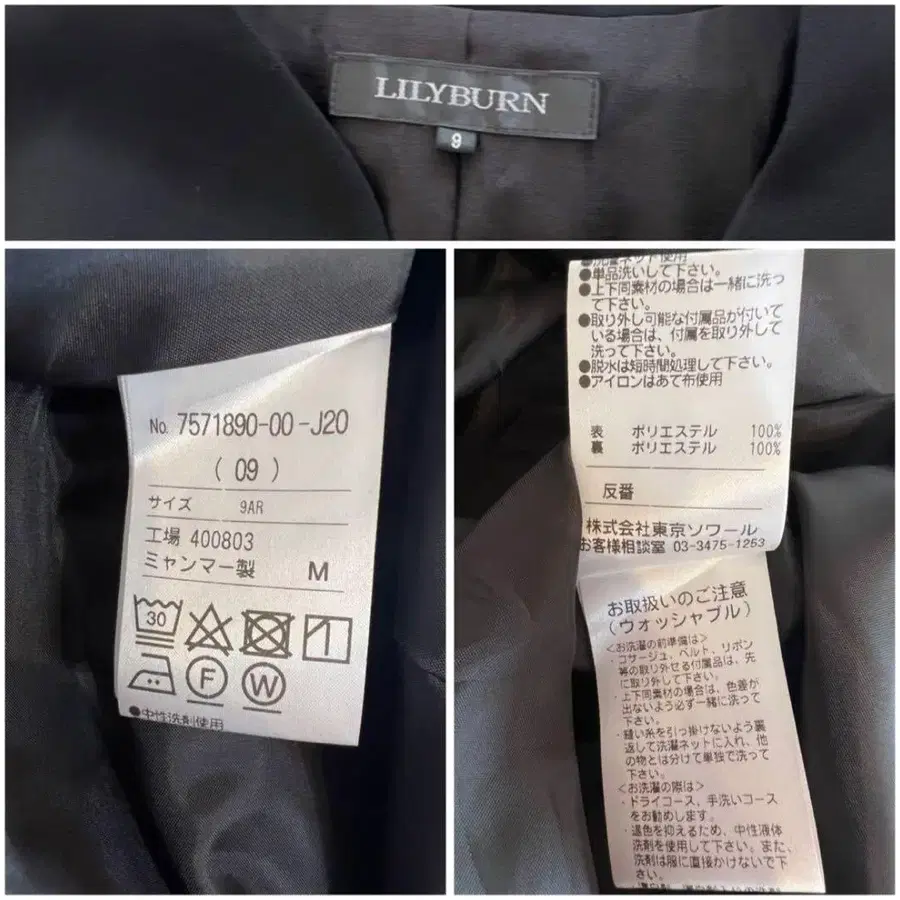 LILYBURN
9
No. 7571890-00-J20
( 09 )
サイズ 9AR
工場 400803
ミャンマー製 M
30
F
W
●中性洗剤使用
●洗濯ネット使用
●単品洗いして下さい。
●上下同素材の場合は一緒に洗っ
て下さい。
●取り外し可能な付属品が付いて
いる場合は、付属を取り外して
洗って下さい。
●脱水は短時間処理して下さい。
●アイロンはあて布使用
表 ポリエステル 100%
裏 ポリエステル 100%
反番
株式会社東京ソワール
お客様相談室 03-3475-1253
お取扱いのご注意
(ウォッシャブル)
<お洗濯の前準備は>
・コサージュ、ベルト、リボン
等の取り外せる付属品は、先
に取り外して下さい。
・上下同素材の場合は、色差が
出ないよう必ず一緒に洗って
下さい。
・縫い糸を引っ掛けないよう裏
返して洗濯ネットに入れ、他
の物とは分けて単独で洗って
下さい。
<お洗濯の際は>
・ドライコース、手洗いコース
をお勧めします。
・退色を抑えるため、中性液体
洗剤を使用して下さい。また、
洗剤は服に直接かけないで下
さい。